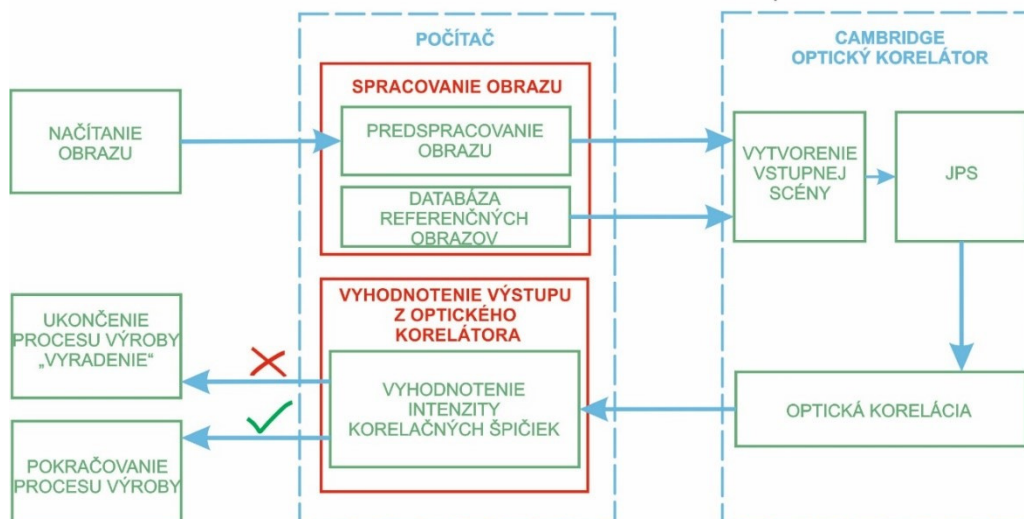 POČÍTAČ
CAMBRIDGE
OPTICKÝ KORELÁTOR
SPRACOVANIE OBRAZU
NAČÍTANIE
OBRAZU
PREDSPRACOVANIE
OBRAZU
DATABÁZA
REFERENČNÝCH
OBRAZOV
VYTVORENIE
VSTUPNEJ
SCÉNY
JPS
VYHODNOTENIE VÝSTUPU
Z OPTICKÉHO
KORELÁTORA
VYHODNOTENIE
INTENZITY
KORELAČNÝCH ŠPIČIEK
OPTICKÁ KORELÁCIA
UKONČENIE
PROCESU VÝROBY
„VYRADENIE“
POKRAČOVANIE
PROCESU VÝROBY